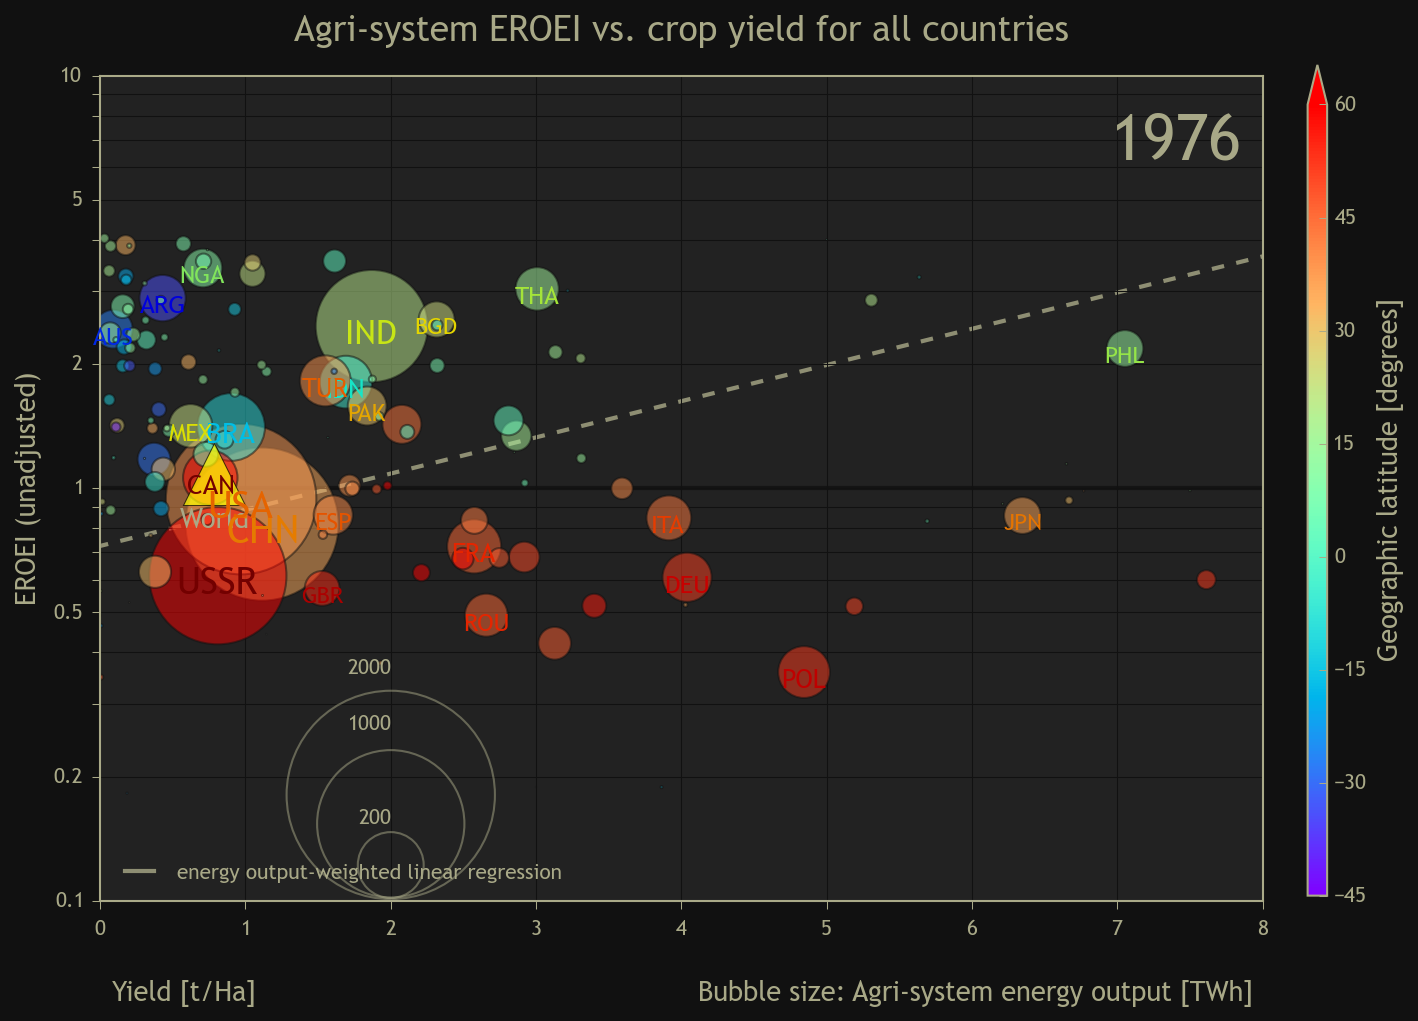 Agri-system EROEI vs. crop yield for all countries
1976
EROEI (unadjusted)
10
5
2
1
0.5
0.2
0.1
NGA
ARG
AUS
THA
IND
BGD
PHL
TUR
IRN
PAK
MEX
BRA
CAN
USA
World
CHN
ESP
ITA
JPN
FRA
USSR
GBR
DEU
ROU
POL
2000
1000
200
energy output-weighted linear regression
0 1 2 3 4 5 6 7 8
Yield [t/Ha]
Bubble size: Agri-system energy output [TWh]
60
45
30
15
0
−15
−30
−45
Geographic latitude [degrees]